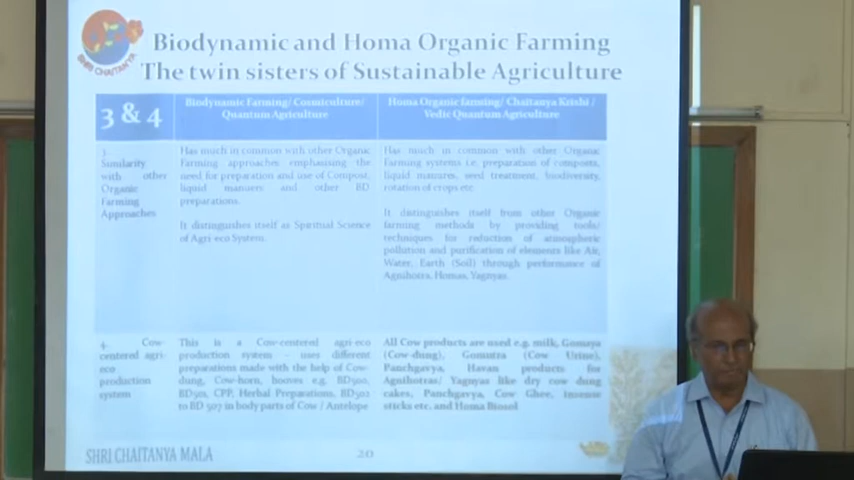 SHRI CHAITANYA
Biodynamic and Homa Organic Farming
The twin sisters of Sustainable Agriculture
3 & 4
Biodynamic Farming/ Cosmiculture/
Quantum Agriculture
Homa Organic farming/ Chaitanya Krishi /
Vedic Quantum Agriculture
3.
Similarity
with other
Organic
Farming
Approaches
Has much in common with other Organic
Farming approaches emphasising the
need for preparation and use of Compost,
liquid manures and other BD
preparations.
It distinguishes itself as Spiritual Science
of Agri eco System.
Has much in common with other Organic
Farming systems i.e. preparation of composts,
liquid manures, seed treatment, biodiversity,
rotation of crops etc
It distinguishes itself from other Organic
farming methods by providing tools/
techniques for reduction of atmospheric
pollution and purification of elements like Air,
Water, Earth (Soil) through performance of
Agnihotra, Homas, Yagnyas.
4. Cow-
centered agri-
eco
production
system
This is a Cow-centered agri-eco
production system - uses different
preparations made with the help of Cow-
dung, Cow-horn, hooves e.g. BD500,
BD501, CPP, Herbal Preparations, BD502
to BD 507 in body parts of Cow / Antelope
All Cow products are used e.g. milk, Gomaya
(Cow-dung), Gomutra (Cow Urine),
Panchgavya, Havan products for
Agnihotras/ Yagnyas like dry cow dung
cakes, Panchgavya, Cow Ghee, Incense
sticks etc. and Homa Biosol
SHRI CHAITANYA MALA
20